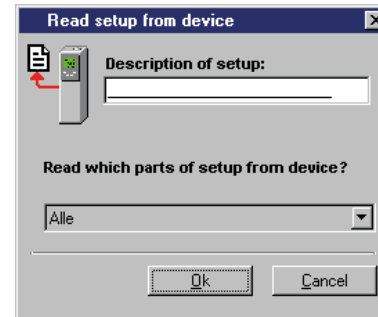 Read setup from device
Description of setup:
Read which parts of setup from device?
Alle
Ok
Cancel